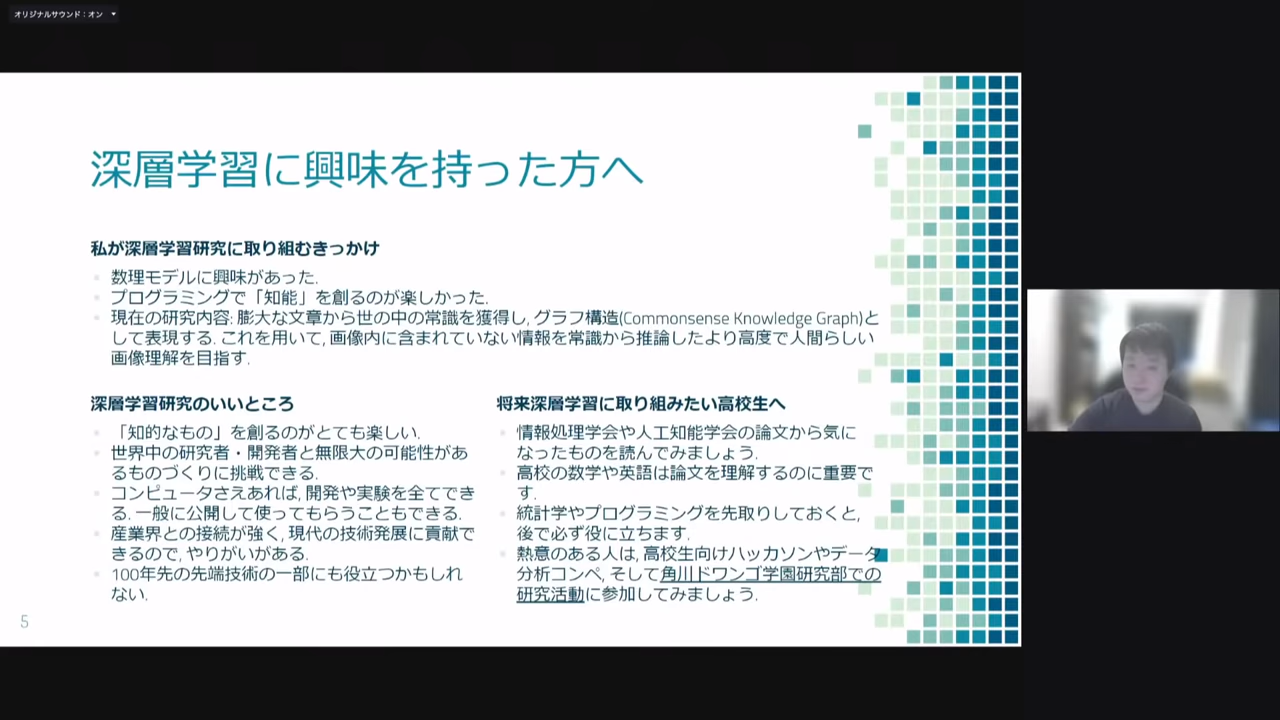 オリジナルサウンド：オン
深層学習に興味を持った方へ
私が深層学習研究に取り組むきっかけ
数理モデルに興味があった.
プログラミングで「知能」を創るのが楽しかった.
現在の研究内容: 膨大な文章から世の中の常識を獲得し, グラフ構造(Commonsense Knowledge Graph)と
して表現する. これを用いて, 画像内に含まれていない情報を常識から推論したより高度で人間らしい
画像理解を目指す.
深層学習研究のいいところ
「知的なもの」を創るのがとても楽しい.
世界中の研究者・開発者と無限大の可能性があ
るものづくりに挑戦できる.
コンピュータさえあれば, 開発や実験を全てでき
る. 一般に公開して使ってもらうこともできる.
産業界との接続が強く, 現代の技術発展に貢献で
きるので, やりがいがある.
100年先の先端技術の一部にも役立つかもしれ
ない.
将来深層学習に取り組みたい高校生へ
情報処理学会や人工知能学会の論文から気に
なったものを読んでみましょう.
高校の数学や英語は論文を理解するのに重要で
す.
統計学やプログラミングを先取りしておくと,
後で必ず役に立ちます.
熱意のある人は, 高校生向けハッカソンやデータ
分析コンペ, そして角川ドワンゴ学園研究部での
研究活動に参加してみましょう.
5